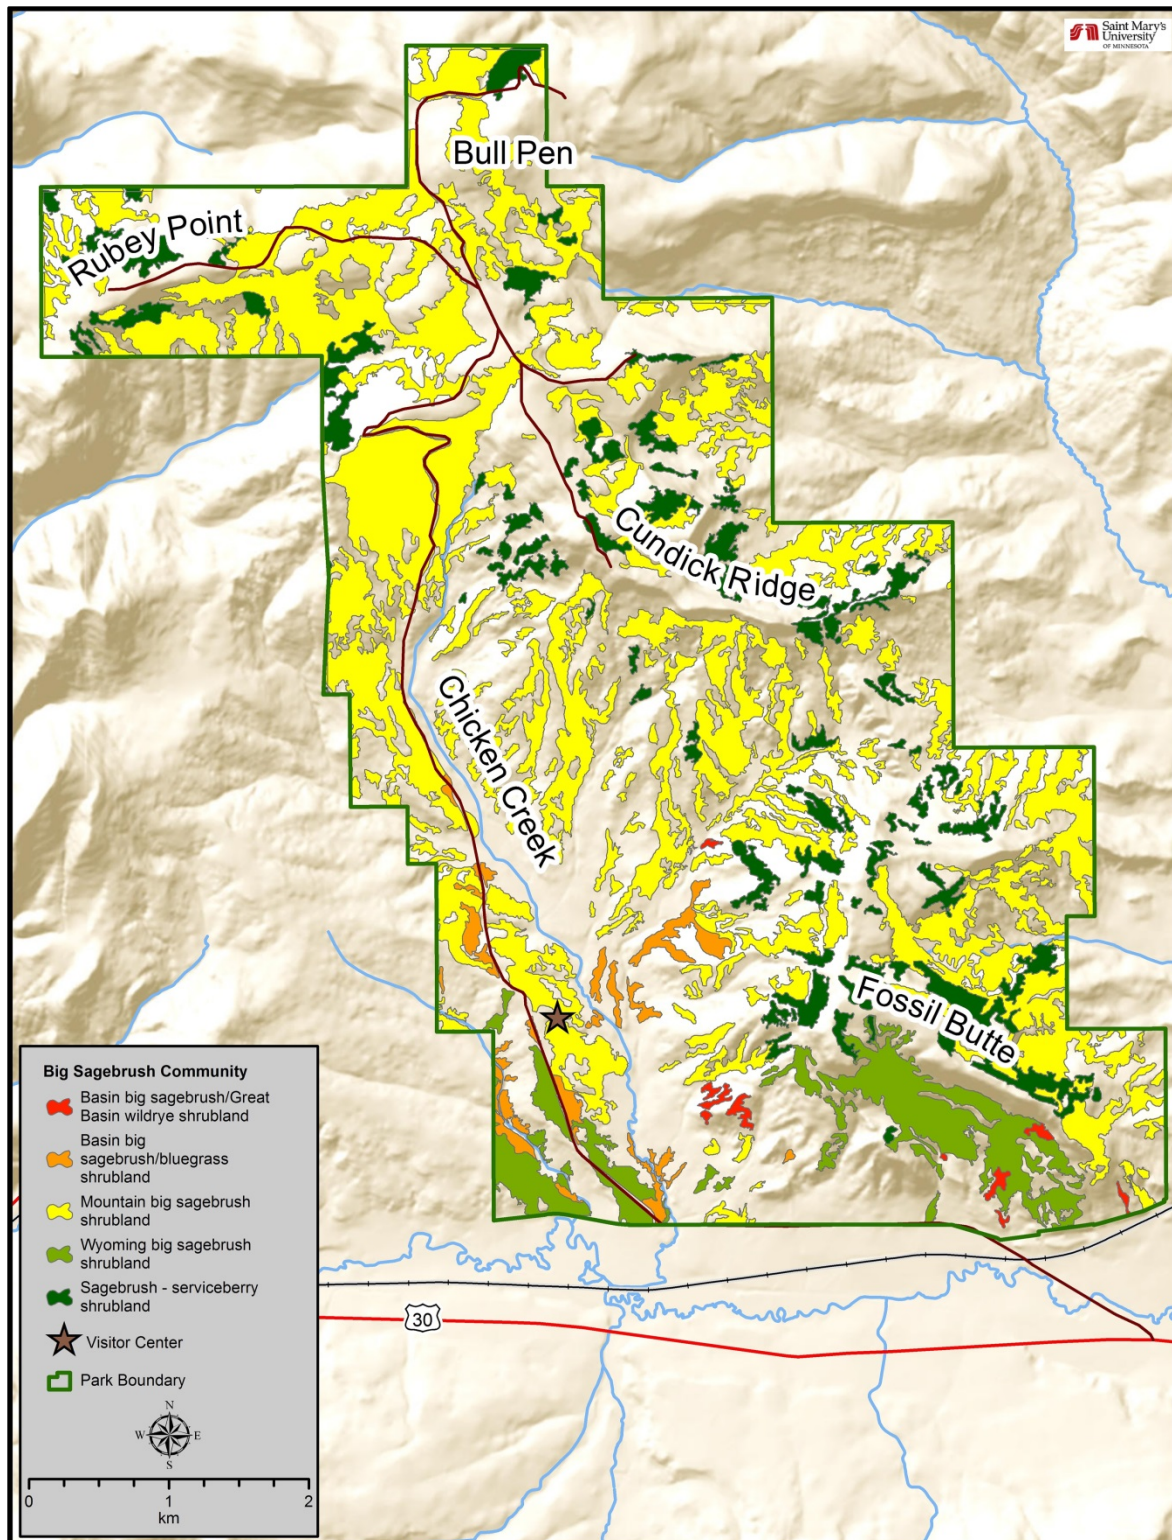 Saint Mary's
University
OF MINNESOTA
Bull Pen
Rubey Point
Cundick Ridge
Chicken Creek
Fossil Butte
Big Sagebrush Community
Basin big sagebrush/Great
Basin wildrye shrubland
Basin big
sagebrush/bluegrass
shrubland
Mountain big sagebrush
shrubland
Wyoming big sagebrush
shrubland
Sagebrush - serviceberry
shrubland
Visitor Center
Park Boundary
N
W E
S
0 1 2
km
30